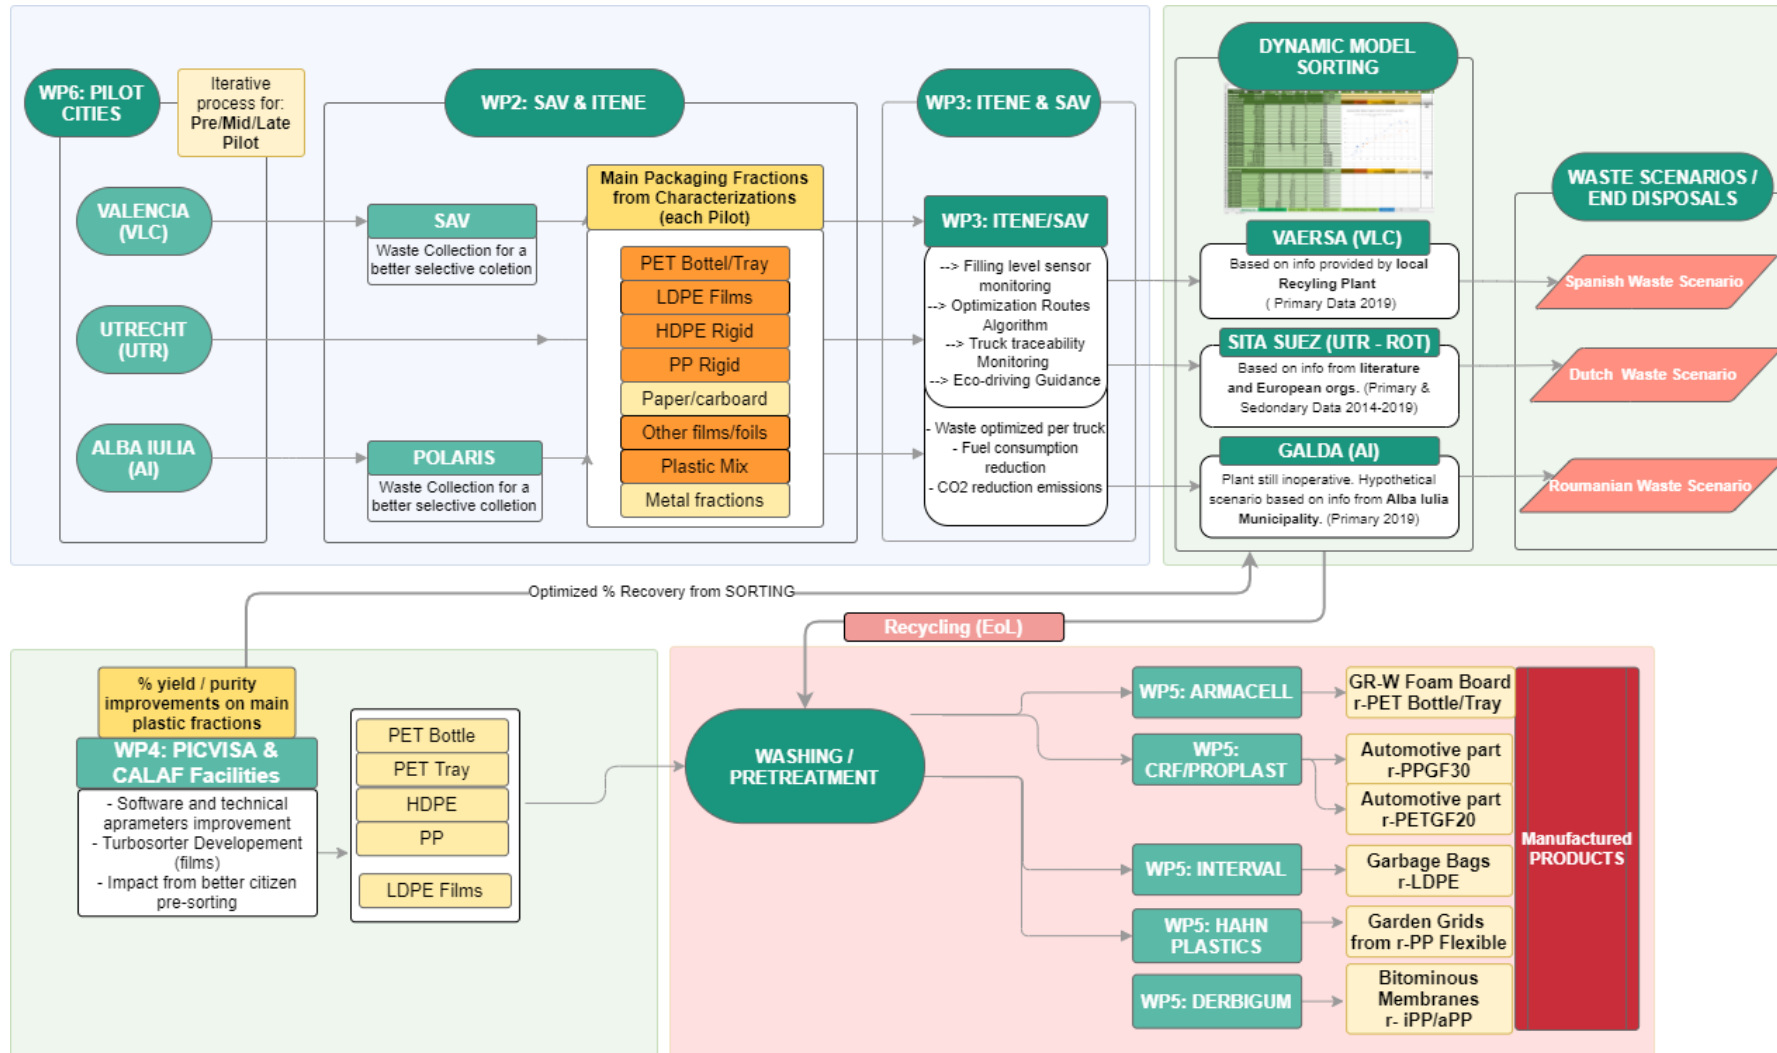 WP6: PILOT
CITIES
Iterative
process for:
Pre/Mid/Late
Pilot
WP2: SAV & ITENE
WP3: ITENE & SAV
DYNAMIC MODEL
SORTING
WASTE SCENARIOS /
END DISPOSALS
VALENCIA
(VLC)
UTRECHT
(UTR)
ALBA IULIA
(AI)
SAV
Waste Collection for a
better selective coletion
POLARIS
Waste Collection for a
better selective colletion
Main Packaging Fractions
from Characterizations
(each Pilot)
PET Bottel/Tray
LDPE Films
HDPE Rigid
PP Rigid
Paper/carboard
Other films/foils
Plastic Mix
Metal fractions
WP3: ITENE/SAV
--> Filling level sensor
monitoring
--> Optimization Routes
Algorithm
--> Truck traceability
Monitoring
--> Eco-driving Guidance
- Waste optimized per truck
- Fuel consumption
reduction
- CO2 reduction emissions
VAERSA (VLC)
Based on info provided by local
Recyling Plant
( Primary Data 2019)
SITA SUEZ (UTR - ROT)
Based on info from literature
and European orgs. (Primary &
Sedondary Data 2014-2019)
GALDA (AI)
Plant still inoperative. Hypothetical
scenario based on info from Alba Iulia
Municipality. (Primary 2019)
Spanish Waste Scenario
Dutch Waste Scenario
Roumanian Waste Scenario
Optimized % Recovery from SORTING
Recycling (EoL)
% yield / purity
improvements on main
plastic fractions
WP4: PICVISA &
CALAF Facilities
- Software and technical
aprameters improvement
- Turbosorter Developement
(films)
- Impact from better citizen
pre-sorting
PET Bottle
PET Tray
HDPE
PP
LDPE Films
WASHING /
PRETREATMENT
WP5: ARMACELL
WP5:
CRF/PROPLAST
WP5: INTERVAL
WP5: HAHN
PLASTICS
WP5: DERBIGUM
GR-W Foam Board
r-PET Bottle/Tray
Automotive part
r-PPGF30
Automotive part
r-PETGF20
Garbage Bags
r-LDPE
Garden Grids
from r-PP Flexible
Bitominous
Membranes
r- iPP/aPP
Manufactured
PRODUCTS